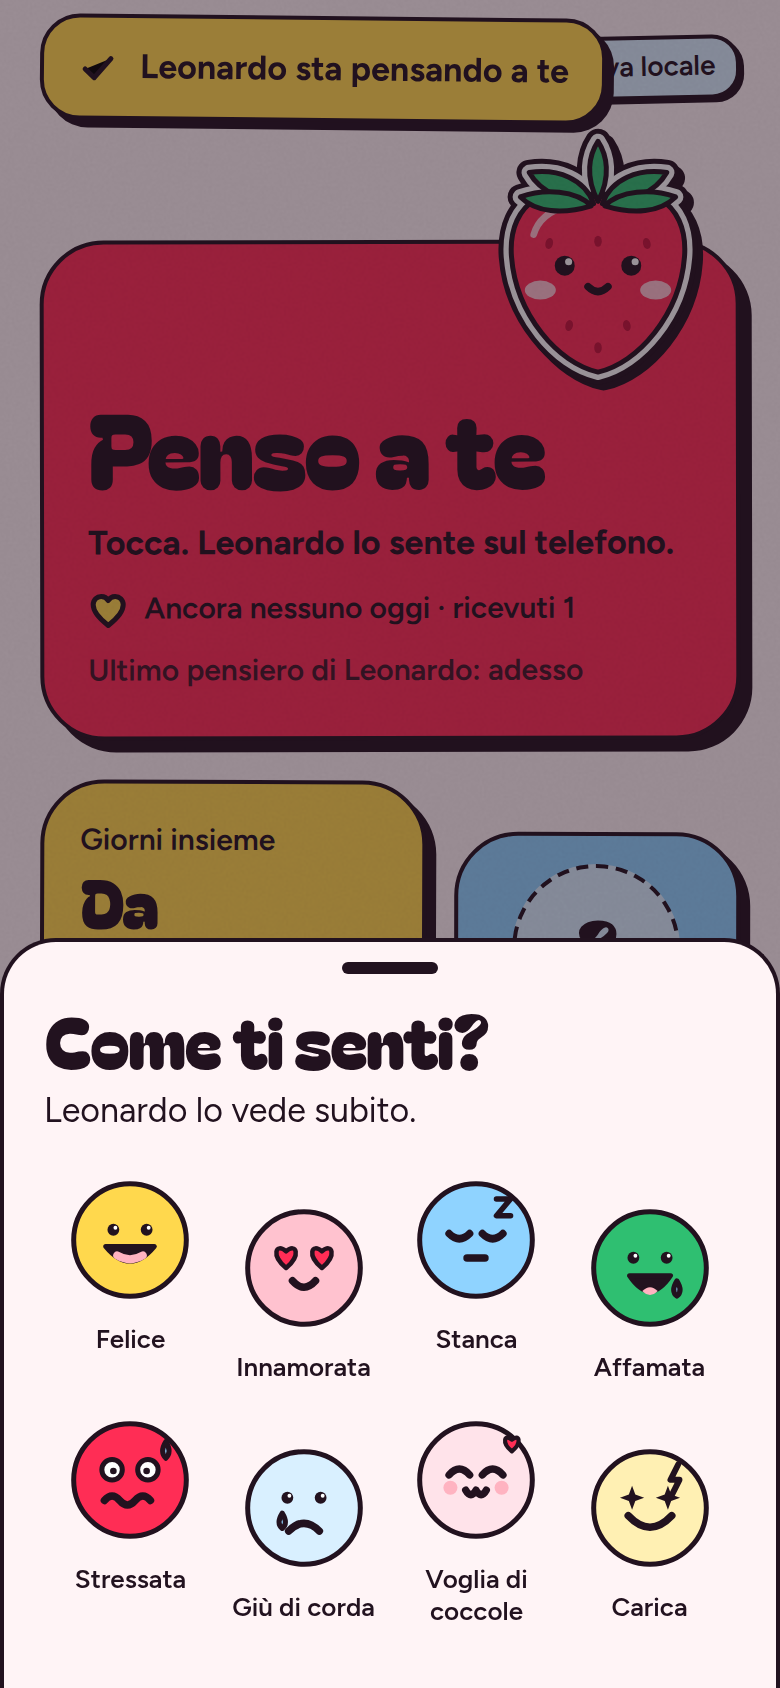 Leonardo sta pensando a te
locale
Penso a te
Tocca. Leonardo lo sente sul telefono.
Ancora nessuno oggi · ricevuti 1
Ultimo pensiero di Leonardo: adesso
Giorni insieme
Da
Come ti senti?
Leonardo lo vede subito.
Z
Felice
Innamorata
Stanca
Affamata
Stressata
Giù di corda
Voglia di
coccole
Carica